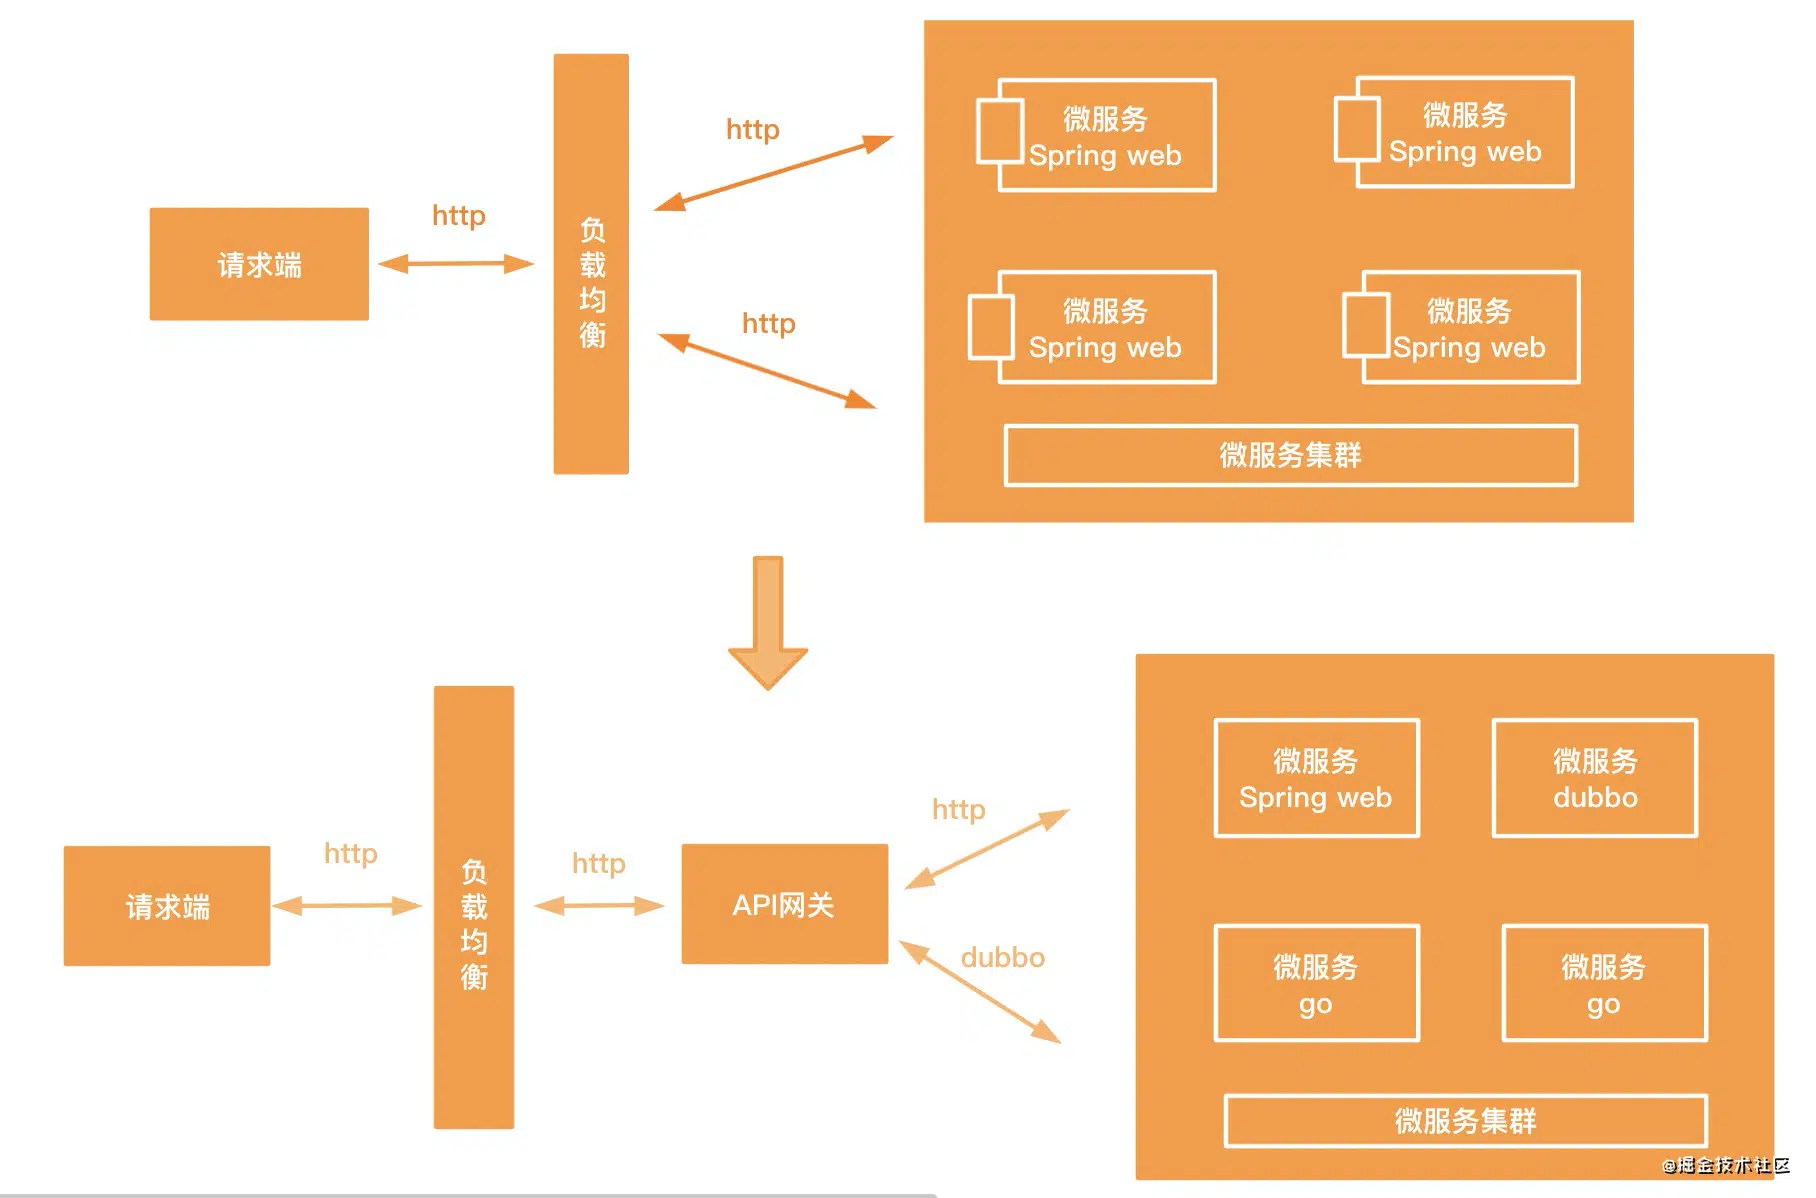 http
微服务
Spring web
微服务
Spring web
http
请求端
负
载
均
衡
http
微服务
Spring web
微服务
Spring web
微服务集群
微服务
Spring web
微服务
dubbo
http
http
http
请求端
负
载
均
衡
API网关
dubbo
微服务
go
微服务
go
微服务集群
@掘金技术社区